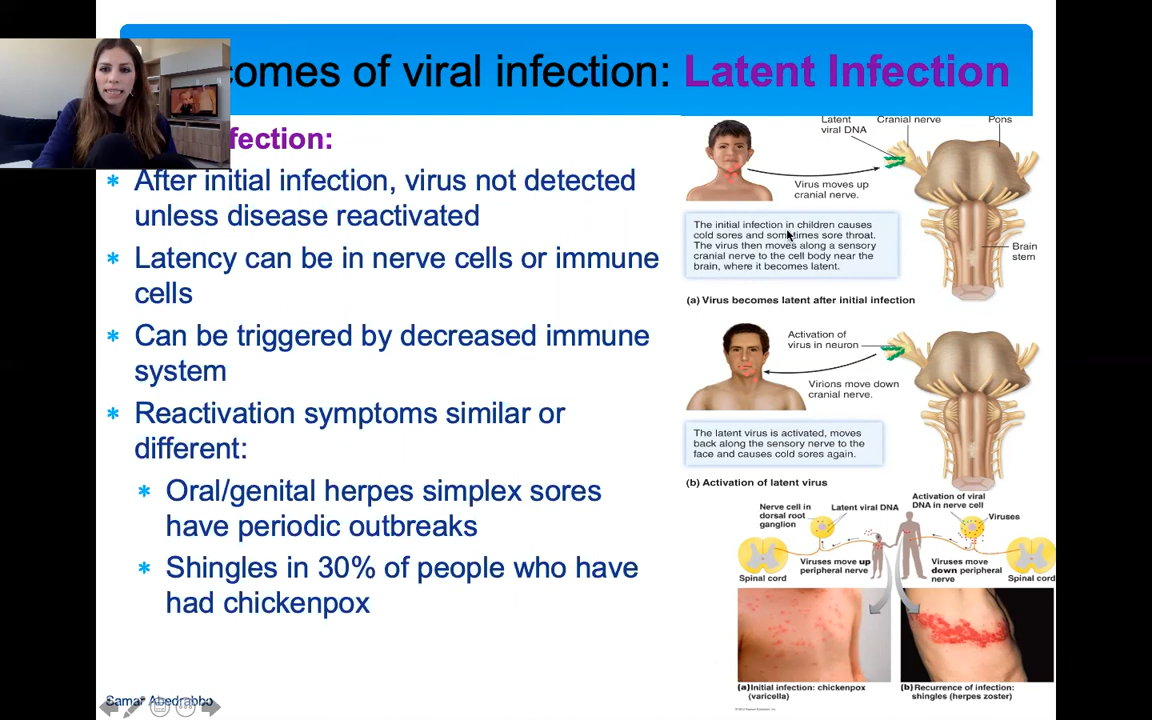 comes of viral infection: Latent Infection
fection:
* After initial infection, virus not detected
unless disease reactivated
* Latency can be in nerve cells or immune
cells
* Can be triggered by decreased immune
system
* Reactivation symptoms similar or
different:
* Oral/genital herpes simplex sores
have periodic outbreaks
* Shingles in 30% of people who have
had chickenpox
Samar Abedrabbo
Latent
viral DNA
Cranial nerve
Pons
Virus moves up
cranial nerve.
The initial infection in children causes
cold sores and sometimes sore throat.
The virus then moves along a sensory
cranial nerve to the cell body near the
brain, where it becomes latent.
Brain
stem
(a) Virus becomes latent after initial infection
Activation of
virus in neuron
Virions move down
cranial nerve.
The latent virus is activated, moves
back along the sensory nerve to the
face and causes cold sores again.
(b) Activation of latent virus
Nerve cell in
dorsal root
ganglion
Latent viral DNA
Activation of viral
DNA in nerve cell
Viruses
Viruses move up
peripheral nerve
Viruses move
down peripheral
nerve
Spinal cord
Spinal cord
(a) Initial infection: chickenpox
(varicella)
(b) Recurrence of infection:
shingles (herpes zoster)